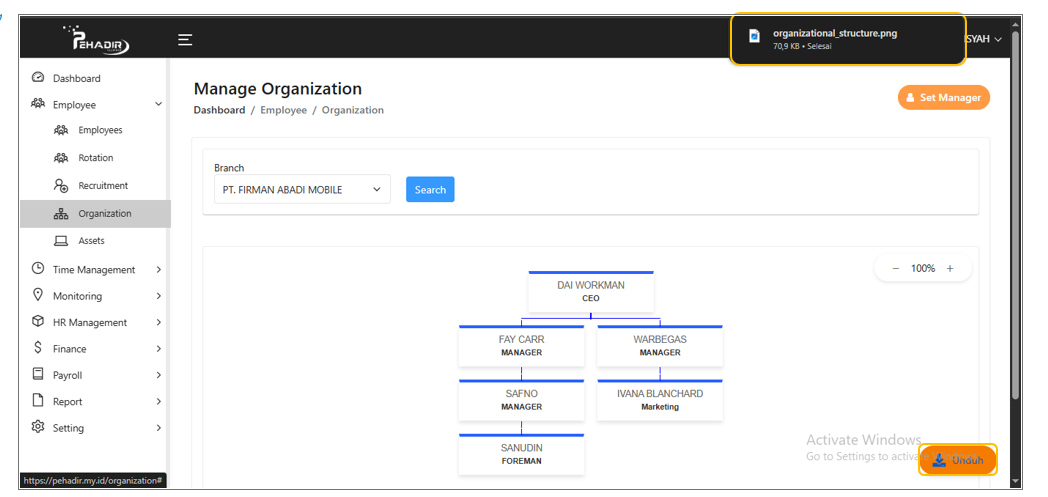 PEHADIR
organizational_structure.png
70,9 KB • Selesai
ISYAH
Dashboard
Employee
Employees
Rotation
Recruitment
Organization
Assets
Time Management
Monitoring
HR Management
Finance
Payroll
Report
Setting
https://pehadir.my.id/organization#
Manage Organization
Dashboard / Employee / Organization
Set Manager
Branch
PT. FIRMAN ABADI MOBILE
Search
− 100% +
DAI WORKMAN
CEO
FAY CARR
MANAGER
WARBEGAS
MANAGER
SAFNO
MANAGER
IVANA BLANCHARD
Marketing
SANUDIN
FOREMAN
Activate Windows
Go to Settings to activa
Unduh